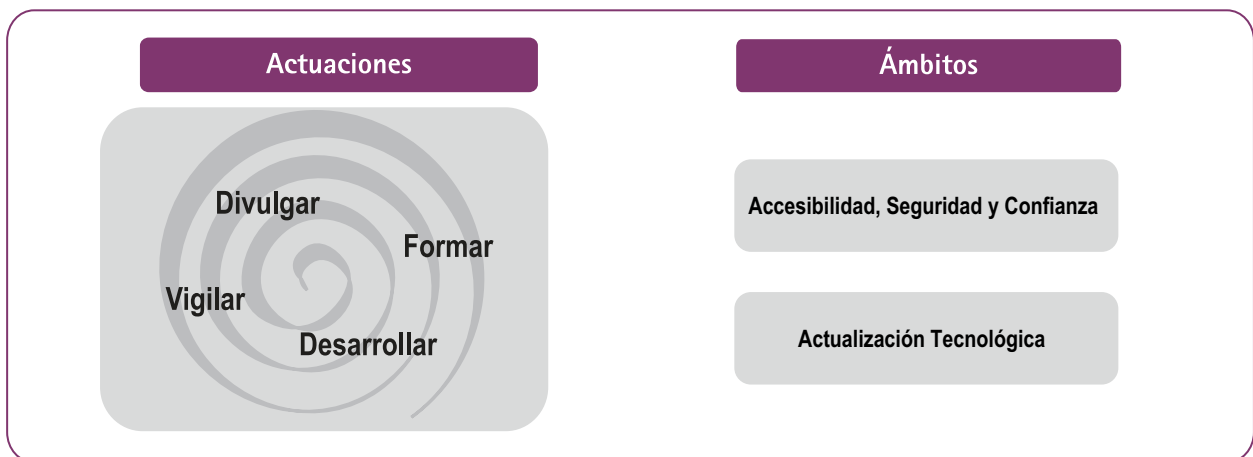 Actuaciones
Divulgar
Formar
Vigilar
Desarrollar
Ámbitos
Accesibilidad, Seguridad y Confianza
Actualización Tecnológica